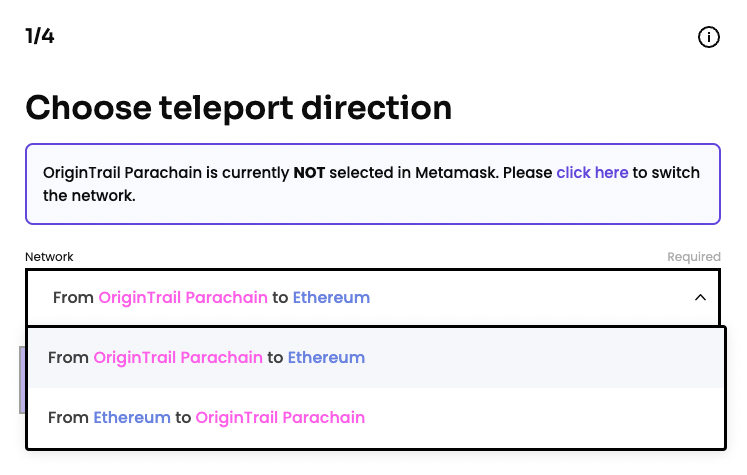 1/4
Choose teleport direction
OriginTrail Parachain is currently NOT selected in Metamask. Please click here to switch
the network.
Network
Required
From OriginTrail Parachain to Ethereum
From OriginTrail Parachain to Ethereum
From Ethereum to OriginTrail Parachain